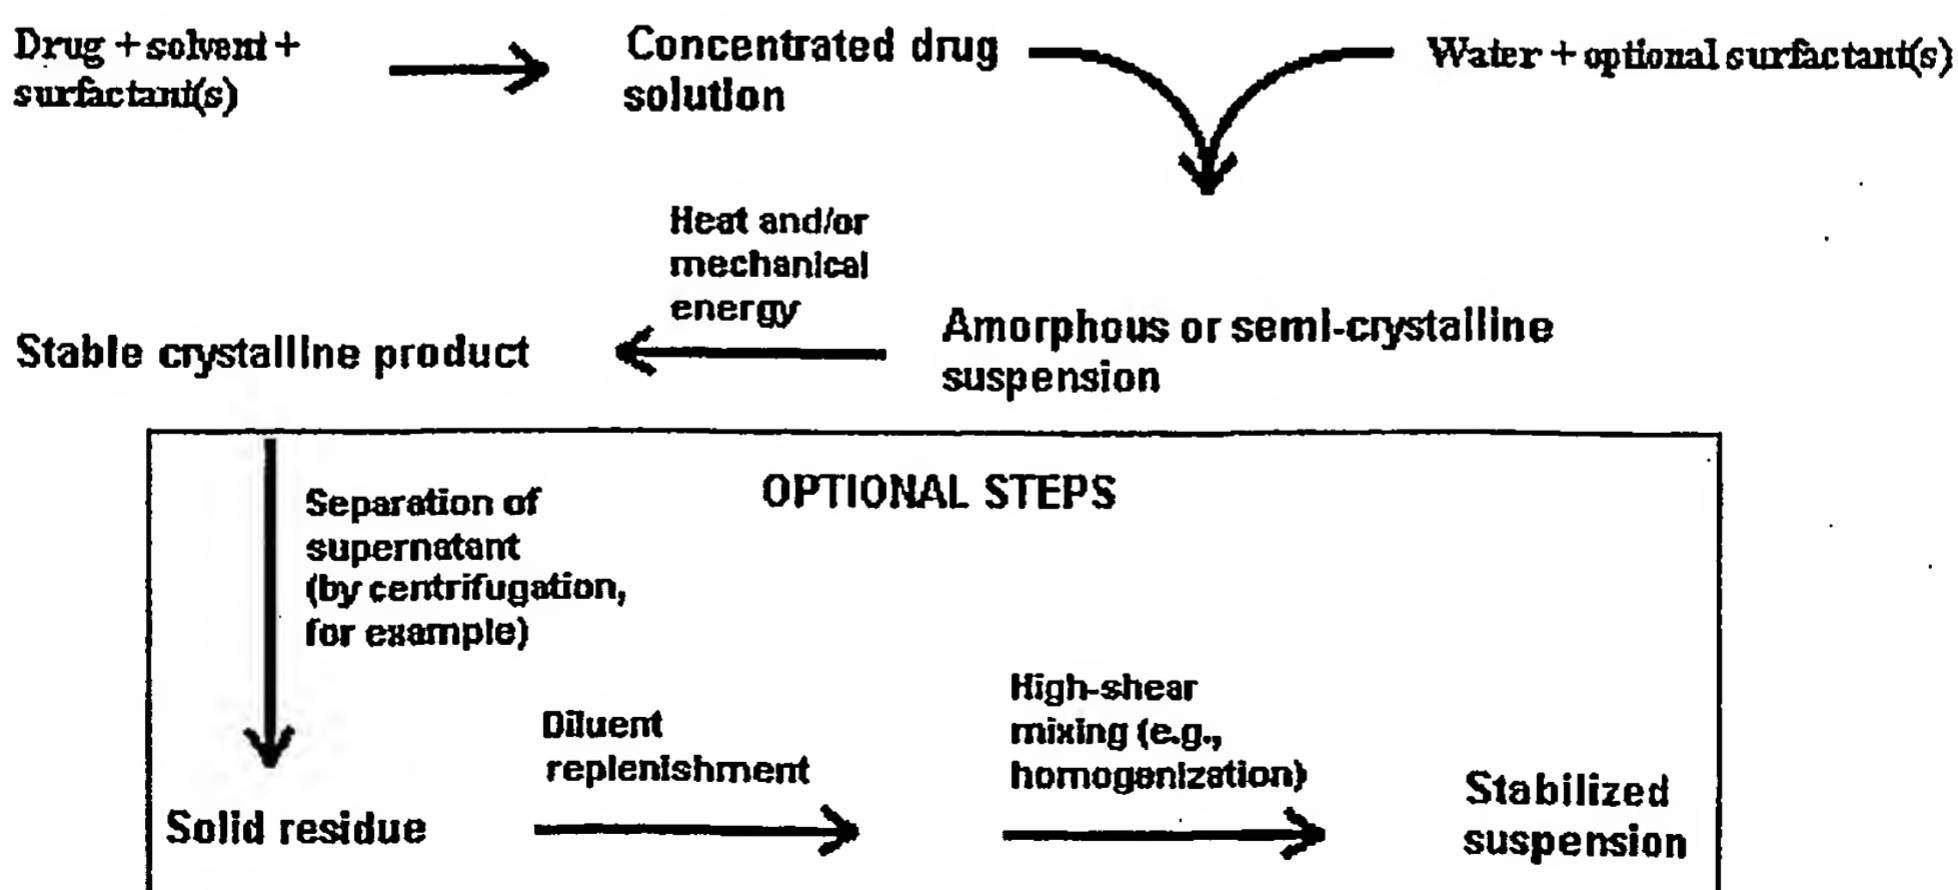 Drug + solvent +
surfactant(s)
Concentrated drug
solution
Water + optional surfactant(s)
Heat and/or
mechanical
energy
Stable crystalline product
Amorphous or semi-crystalline
suspension
OPTIONAL STEPS
Separation of
supernatant
(by centrifugation,
for example)
Diluent
replenishment
High-shear
mixing (e.g.,
homogenization)
Solid residue
Stabilized
suspension